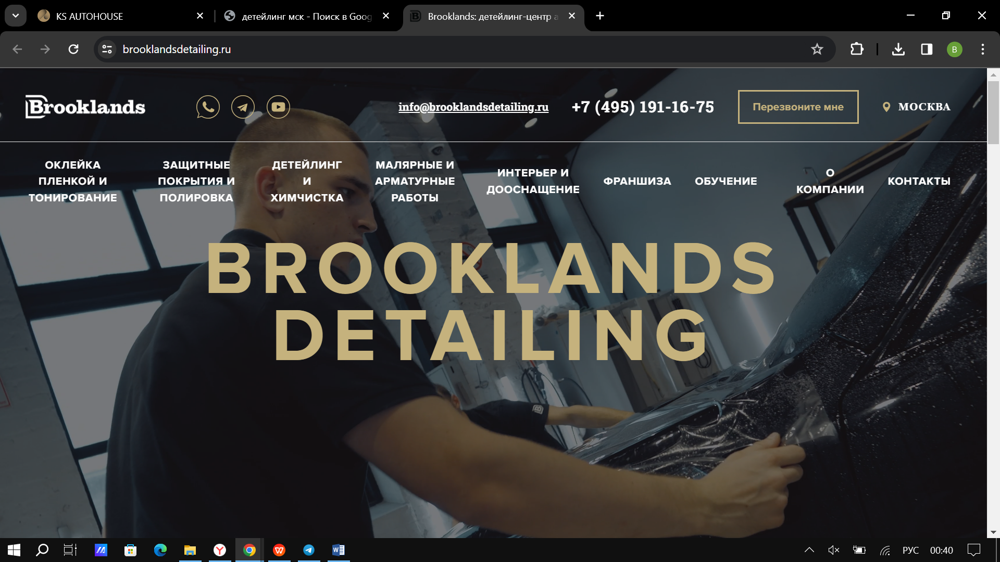 KS AUTOHOUSE
детейлинг мск - Поиск в Goog
Brooklands: детейлинг-центр а
brooklandsdetailing.ru
B
Brooklands
info@brooklandsdetailing.ru
+7 (495) 191-16-75
Перезвоните мне
МОСКВА
ОКЛЕЙКА
ПЛЕНКОЙ И
ТОНИРОВАНИЕ
ЗАЩИТНЫЕ
ПОКРЫТИЯ И
ПОЛИРОВКА
ДЕТЕЙЛИНГ
И
ХИМЧИСТКА
МАЛЯРНЫЕ И
АРМАТУРНЫЕ
РАБОТЫ
ИНТЕРЬЕР И
ДООСНАЩЕНИЕ
ФРАНШИЗА
ОБУЧЕНИЕ
О
КОМПАНИИ
КОНТАКТЫ
BROOKLANDS
DETAILING
РУС
00:40